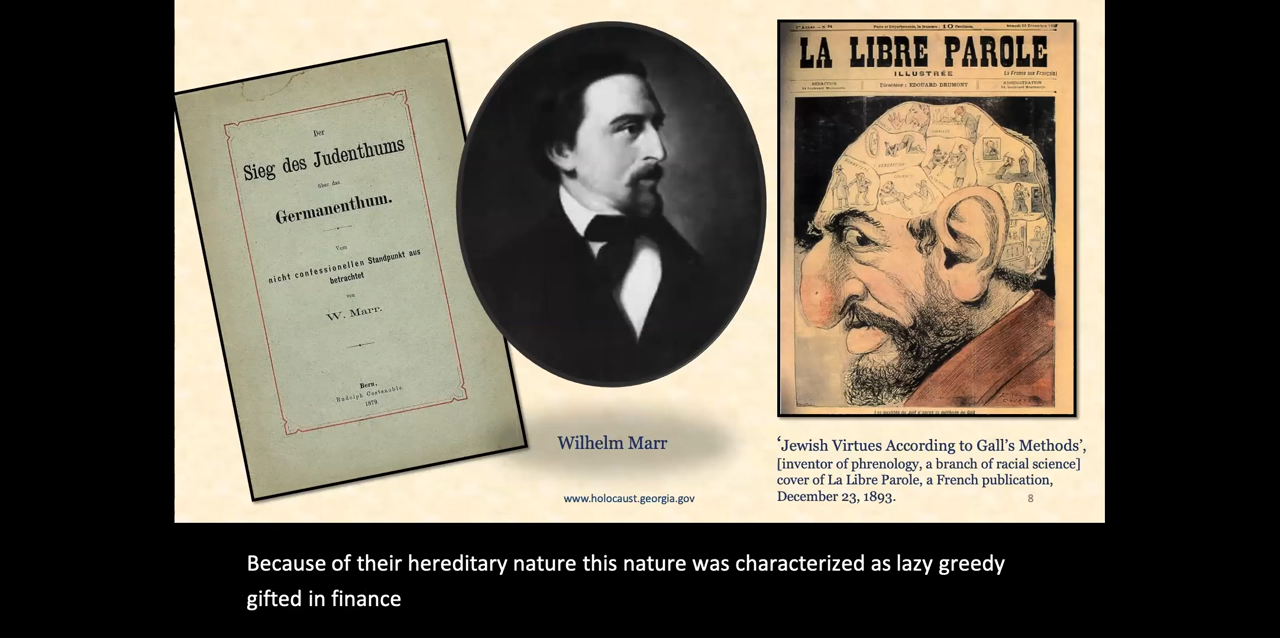 Der
Sieg des Judenthums
über das
Germanenthum.
Vom
nicht confessionellen Standpunkt aus
betrachtet
von
W. Marr.
Bern,
Rudolph Costenoble
1879.
Wilhelm Marr
www.holocaust.georgia.gov
LA LIBRE PAROLE
ILLUSTRÉE
La France aux Français!
RÉDACTION
Directeur : EDOUARD DRUMONT
ADMINISTRATION
'Jewish Virtues According to Gall's Methods',
[inventor of phrenology, a branch of racial science]
cover of La Libre Parole, a French publication,
December 23, 1893.
8
Because of their hereditary nature this nature was characterized as lazy greedy
gifted in finance